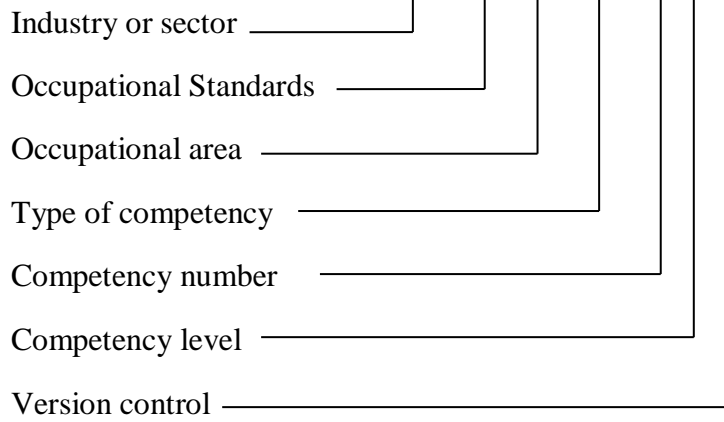 Industry or sector
Occupational Standards
Occupational area
Type of competency
Competency number
Competency level
Version control